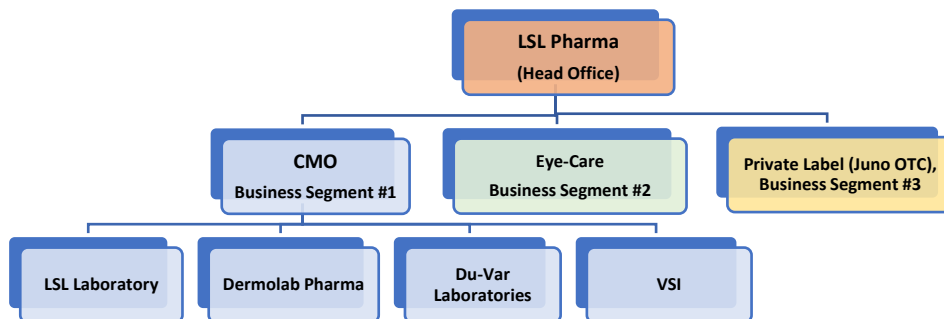 LSL Pharma
(Head Office)
CMO
Business Segment #1
Eye-Care
Business Segment #2
Private Label (Juno OTC),
Business Segment #3
LSL Laboratory
Dermolab Pharma
Du-Var
Laboratories
VSI